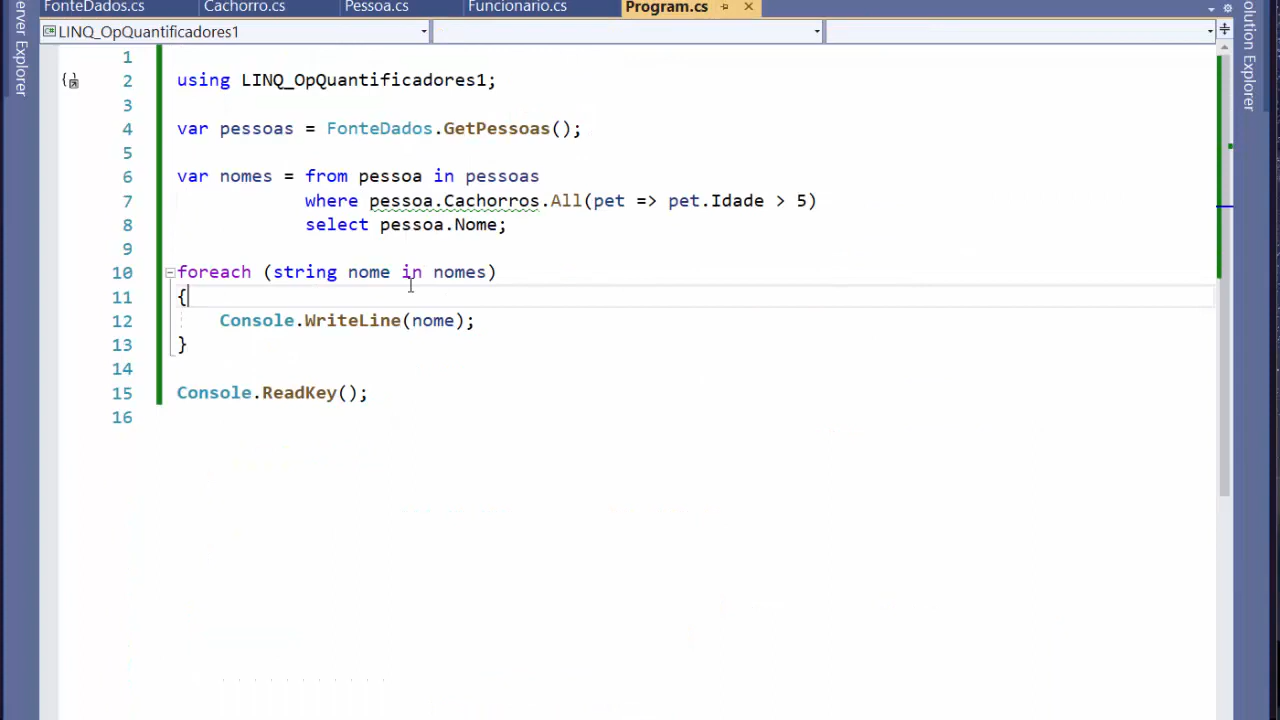 FonteDados.cs Cachorro.cs Pessoa.cs Funcionario.cs Program.cs
LINQ_OpQuantificadores1
erver Explorer
olution Explorer
1
2 using LINQ_OpQuantificadores1;
3
4 var pessoas = FonteDados.GetPessoas();
5
6 var nomes = from pessoa in pessoas
7 where pessoa.Cachorros.All(pet => pet.Idade > 5)
8 select pessoa.Nome;
9
10 foreach (string nome in nomes)
11 {
12 Console.WriteLine(nome);
13 }
14
15 Console.ReadKey();
16